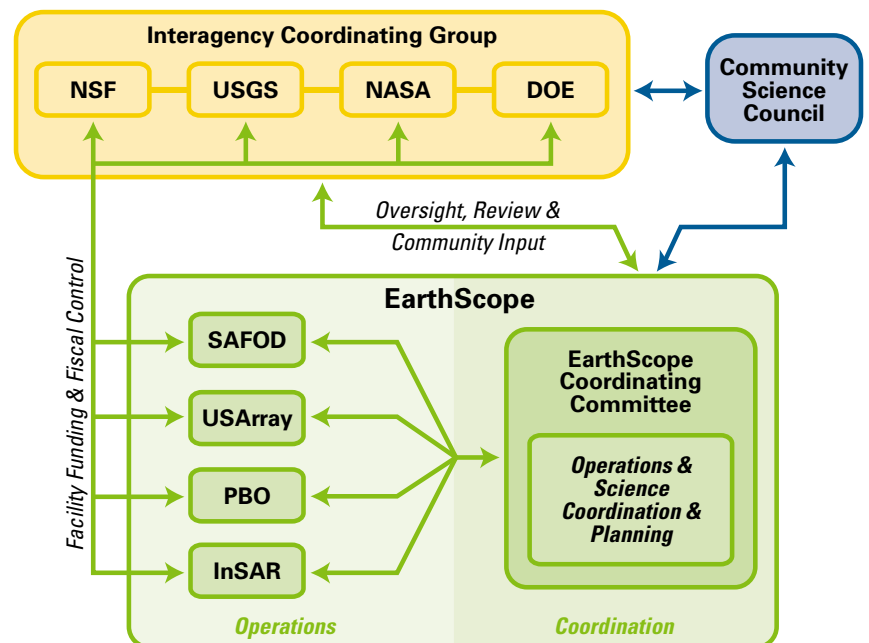 Interagency Coordinating Group
NSF
USGS
NASA
DOE
Community
Science
Council
Oversight, Review &
Community Input
Facility Funding & Fiscal Control
EarthScope
SAFOD
USArray
PBO
InSAR
EarthScope
Coordinating
Committee
Operations &
Science
Coordination &
Planning
Operations
Coordination